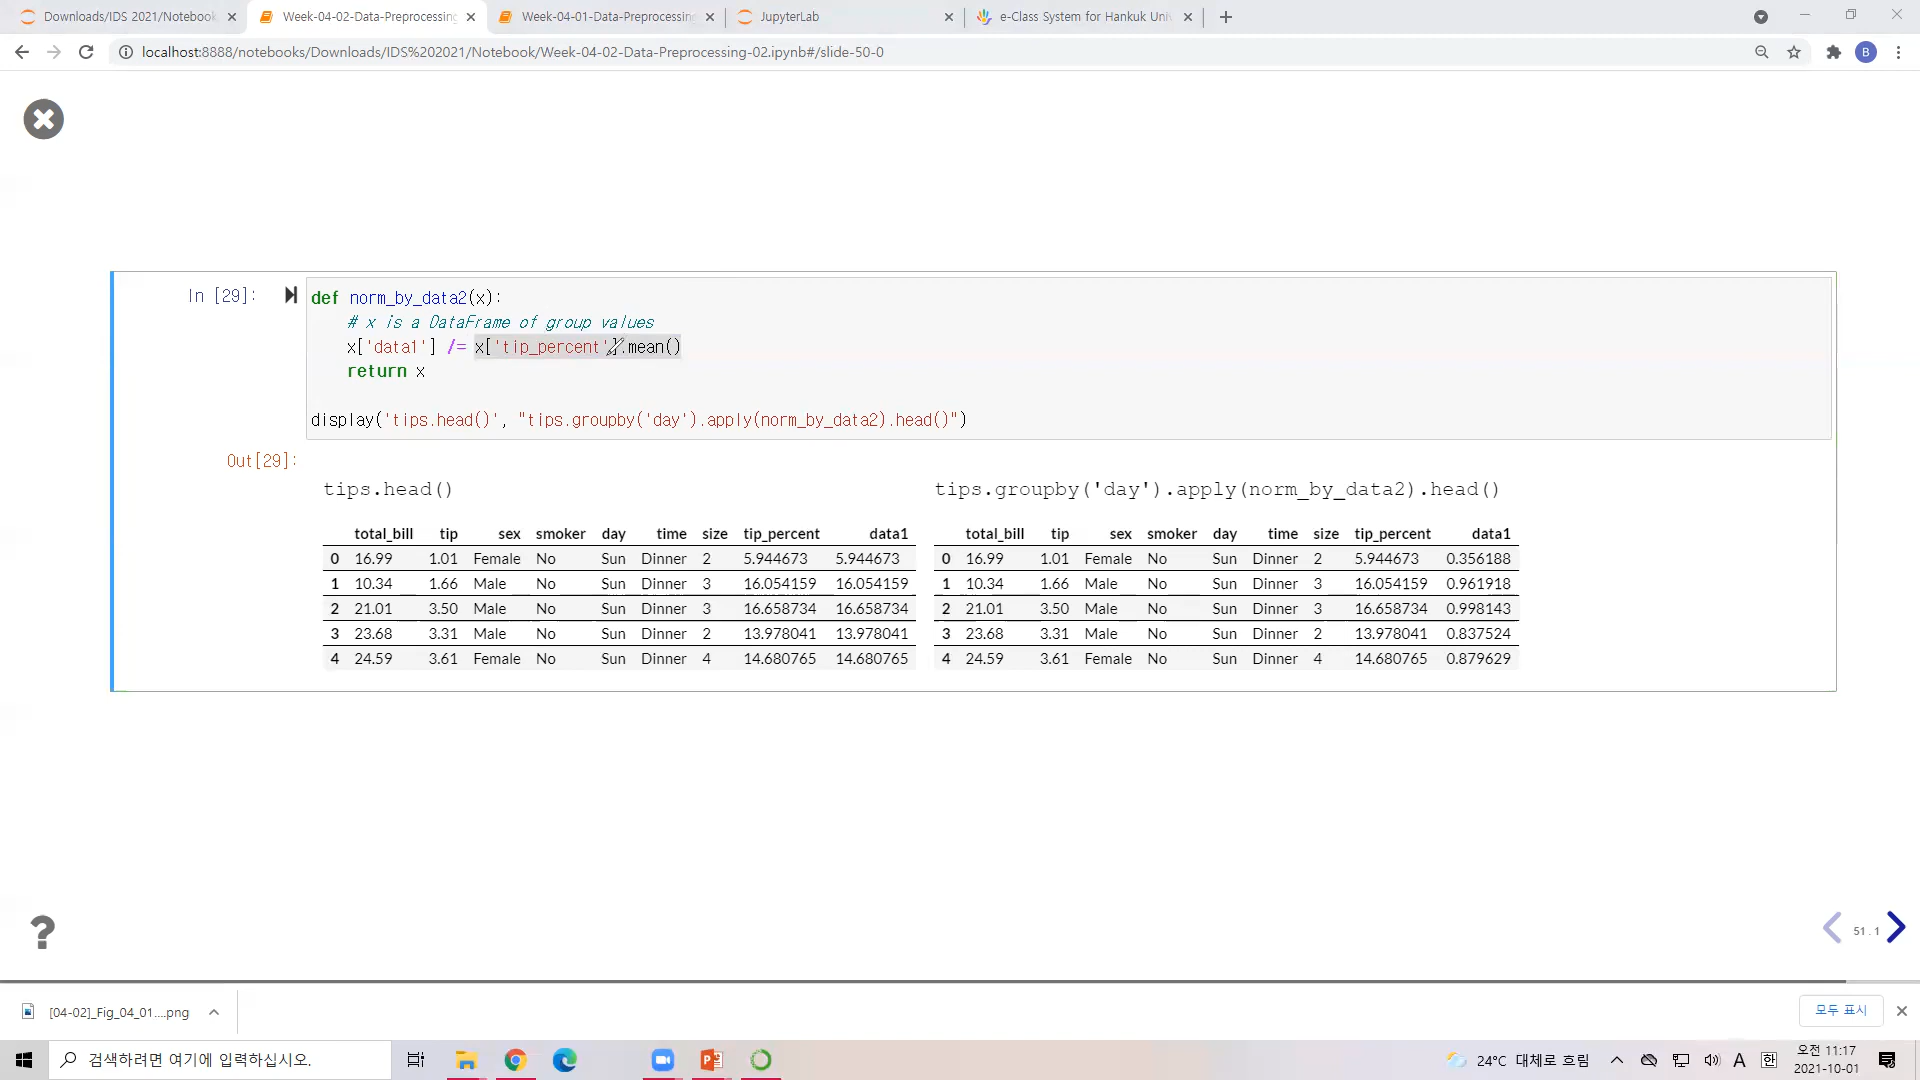 Downloads/IDS 2021/Notebook
Week-04-02-Data-Preprocessing
Week-04-01-Data-Preprocessing
JupyterLab
e-Class System for Hankuk Uni
localhost:8888/notebooks/Downloads/IDS%202021/Notebook/Week-04-02-Data-Preprocessing-02.ipynb#/slide-50-0
B
In [29]:
def norm_by_data2(x):
# x is a DataFrame of group values
x['data1'] /= x['tip_percent'].mean()
return x
display('tips.head()', "tips.groupby('day').apply(norm_by_data2).head()")
Out[29]:
tips.head()
total_bill tip sex smoker day time size tip_percent data1
0 16.99 1.01 Female No Sun Dinner 2 5.944673 5.944673
1 10.34 1.66 Male No Sun Dinner 3 16.054159 16.054159
2 21.01 3.50 Male No Sun Dinner 3 16.658734 16.658734
3 23.68 3.31 Male No Sun Dinner 2 13.978041 13.978041
4 24.59 3.61 Female No Sun Dinner 4 14.680765 14.680765
tips.groupby('day').apply(norm_by_data2).head()
total_bill tip sex smoker day time size tip_percent data1
0 16.99 1.01 Female No Sun Dinner 2 5.944673 0.356188
1 10.34 1.66 Male No Sun Dinner 3 16.054159 0.961918
2 21.01 3.50 Male No Sun Dinner 3 16.658734 0.998143
3 23.68 3.31 Male No Sun Dinner 2 13.978041 0.837524
4 24.59 3.61 Female No Sun Dinner 4 14.680765 0.879629
?
51.1
[04-02]_Fig_04_01....png
모두 표시
검색하려면 여기에 입력하십시오.
24°C 대체로 흐림
A
한
오전 11:17
2021-10-01